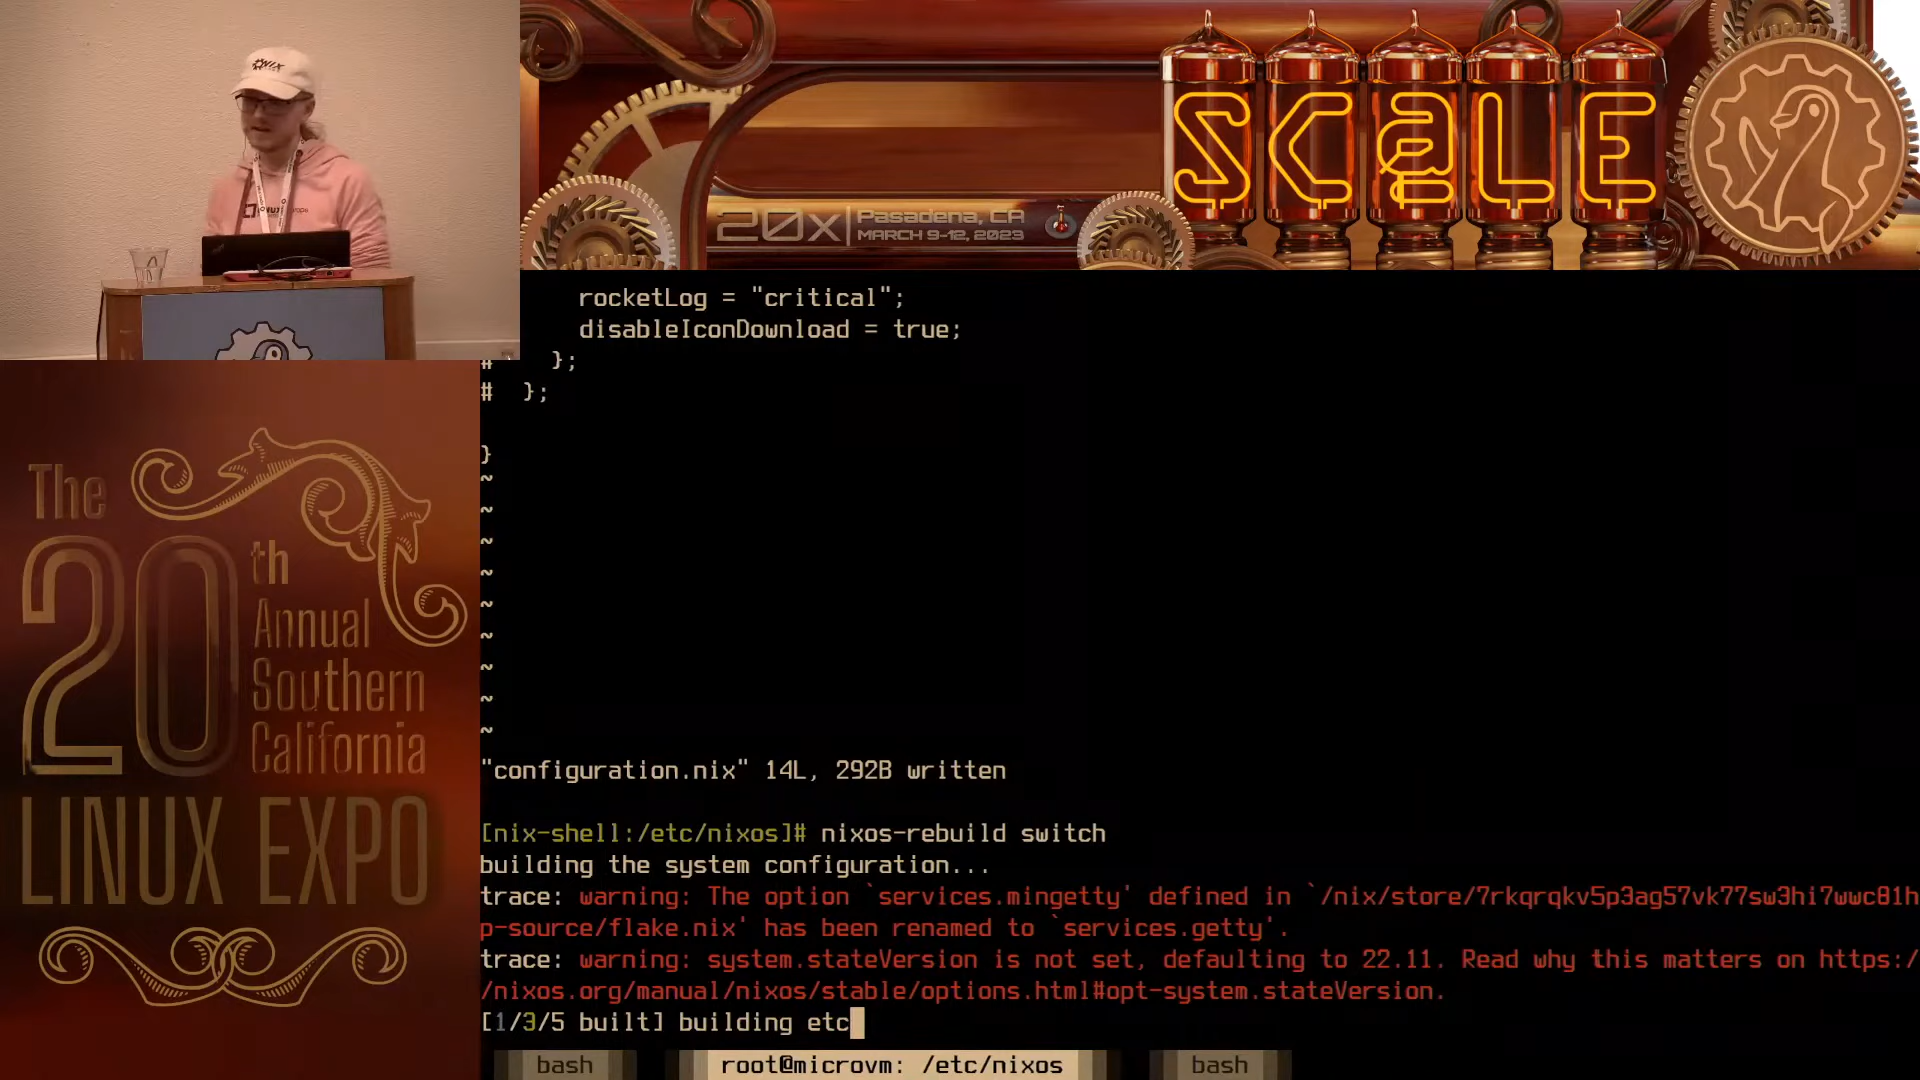 NIX
SCaLE
20x
Pasadena, CA
MARCH 9-12, 2023
The
20th
Annual
Southern
California
LINUX EXPO
rocketLog = "critical";
disableIconDownload = true;
#    };
#  };
}
~
~
~
~
~
~
~
~
~
"configuration.nix" 14L, 292B written
[nix-shell:/etc/nixos]# nixos-rebuild switch
building the system configuration...
trace: warning: The option `services.mingetty' defined in `/nix/store/7rkqrqkv5p3ag57vk77sw3hi7wwc81h
p-source/flake.nix' has been renamed to `services.getty'.
trace: warning: system.stateVersion is not set, defaulting to 22.11. Read why this matters on https:/
/nixos.org/manual/nixos/stable/options.html#opt-system.stateVersion.
[1/3/5 built] building etc
bash
root@microvm: /etc/nixos
bash